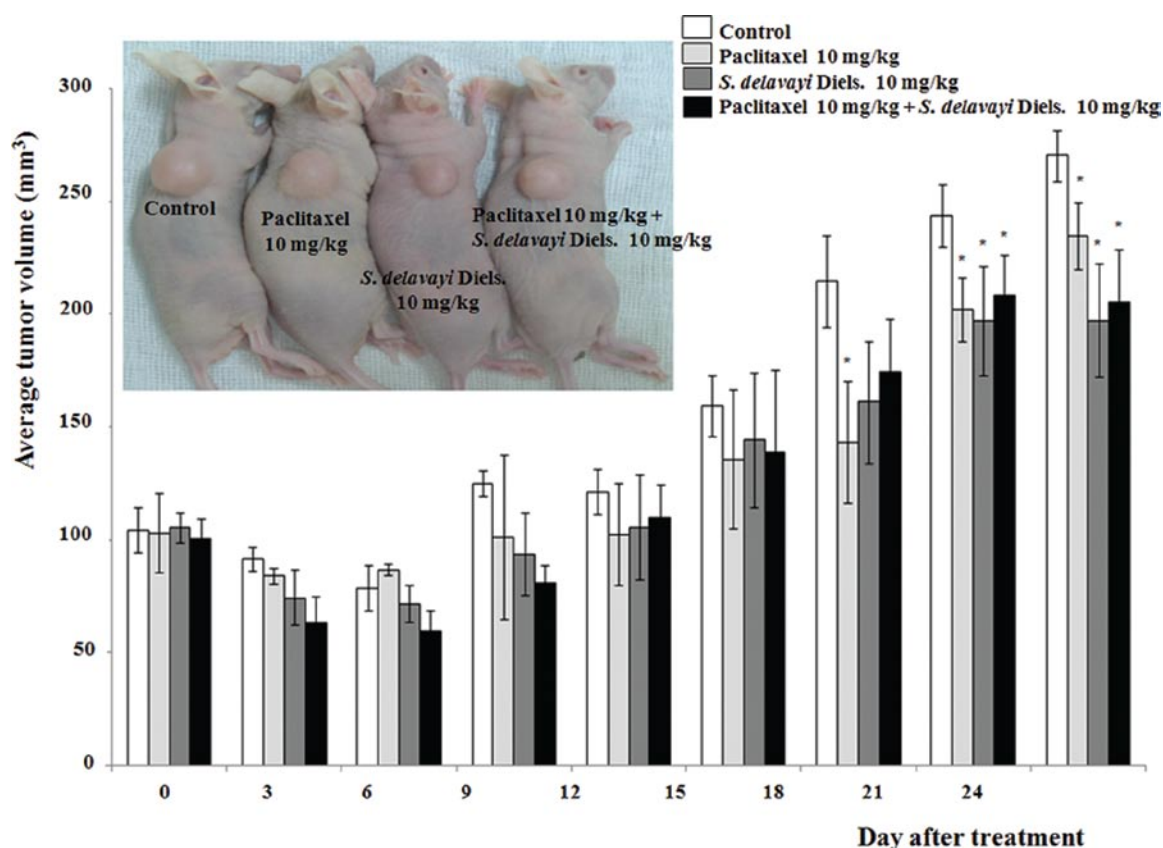 Control
Paclitaxel 10 mg/kg
S. delavayi Diels. 10 mg/kg
Paclitaxel 10 mg/kg + S. delavayi Diels. 10 mg/kg
Average tumor volume (mm3)
300
250
200
150
100
50
0
Control
Paclitaxel
10 mg/kg
S. delavayi Diels.
10 mg/kg
Paclitaxel 10 mg/kg +
S. delavayi Diels. 10 mg/kg
*
* * *
* * *
0 3 6 9 12 15 18 21 24
Day after treatment